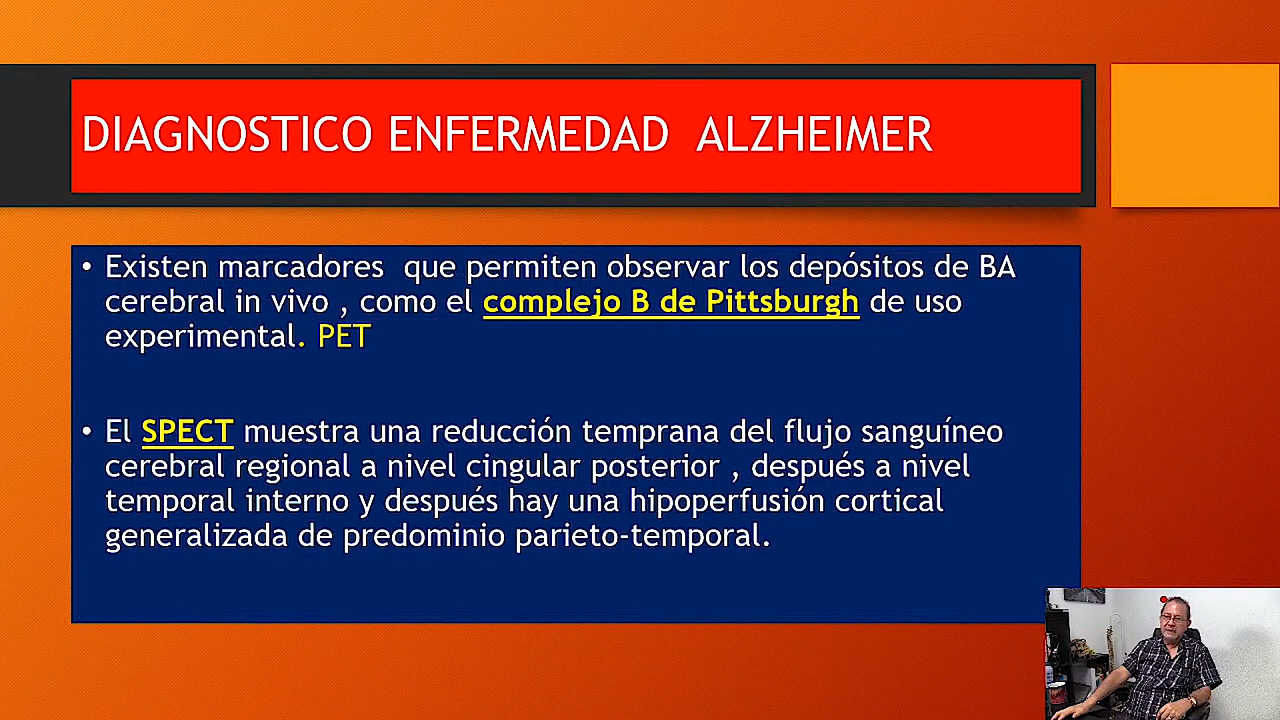 DIAGNOSTICO ENFERMEDAD ALZHEIMER
• Existen marcadores que permiten observar los depósitos de BA
cerebral in vivo , como el complejo B de Pittsburgh de uso
experimental. PET
• El SPECT muestra una reducción temprana del flujo sanguíneo
cerebral regional a nivel cingular posterior , después a nivel
temporal interno y después hay una hipoperfusión cortical
generalizada de predominio parieto-temporal.